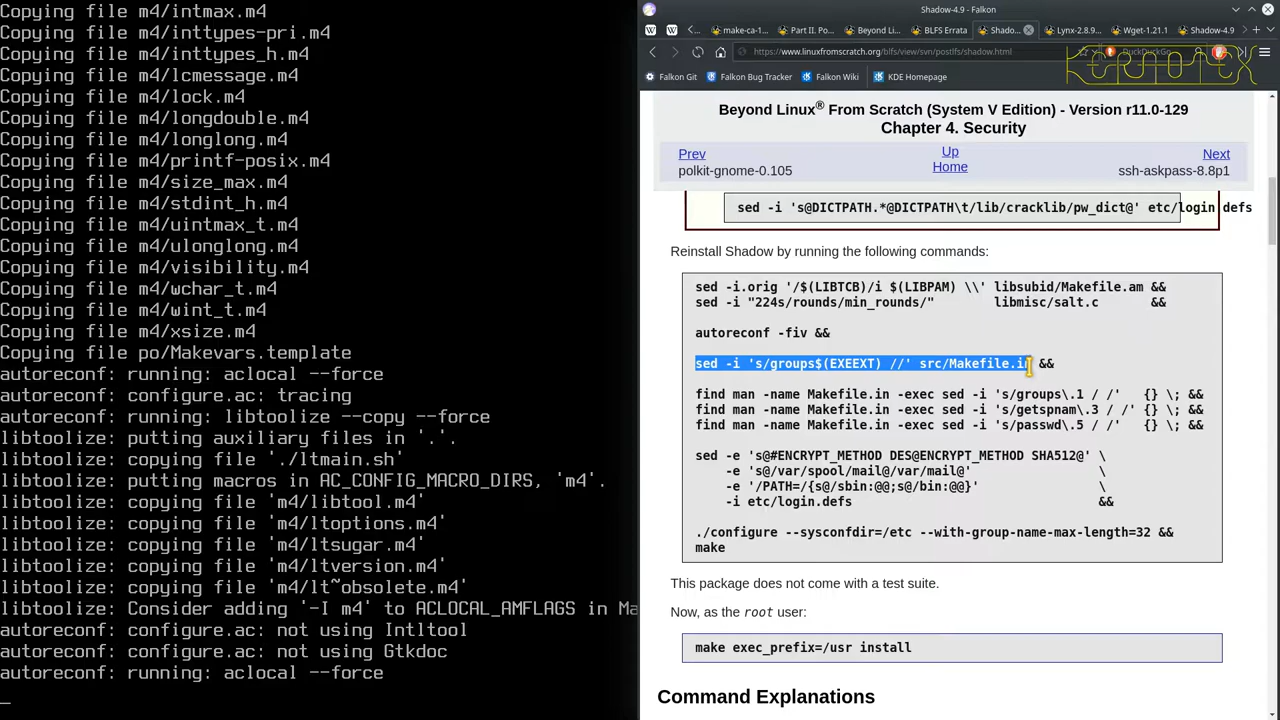 Copying file m4/intmax.m4
Copying file m4/inttypes-pri.m4
Copying file m4/inttypes_h.m4
Copying file m4/lcmessage.m4
Copying file m4/lock.m4
Copying file m4/longdouble.m4
Copying file m4/longlong.m4
Copying file m4/printf-posix.m4
Copying file m4/size_max.m4
Copying file m4/stdint_h.m4
Copying file m4/uintmax_t.m4
Copying file m4/ulonglong.m4
Copying file m4/visibility.m4
Copying file m4/wchar_t.m4
Copying file m4/wint_t.m4
Copying file m4/xsize.m4
Copying file po/Makevars.template
autoreconf: running: aclocal --force
autoreconf: configure.ac: tracing
autoreconf: running: libtoolize --copy --force
libtoolize: putting auxiliary files in '.'.
libtoolize: copying file './ltmain.sh'
libtoolize: putting macros in AC_CONFIG_MACRO_DIRS, 'm4'.
libtoolize: copying file 'm4/libtool.m4'
libtoolize: copying file 'm4/ltoptions.m4'
libtoolize: copying file 'm4/ltsugar.m4'
libtoolize: copying file 'm4/ltversion.m4'
libtoolize: copying file 'm4/lt~obsolete.m4'
libtoolize: Consider adding '-I m4' to ACLOCAL_AMFLAGS in Ma
autoreconf: configure.ac: not using Intltool
autoreconf: configure.ac: not using Gtkdoc
autoreconf: running: aclocal --force
_
Shadow-4.9 - Falkon
make-ca-1 Part II. Po... Beyond Li... BLFS Errata Shado... Lynx-2.8.9... Wget-1.21.1 Shadow-4.9
https://www.linuxfromscratch.org/blfs/view/svn/postlfs/shadow.html DuckDuckGo
Falkon Git Falkon Bug Tracker Falkon Wiki KDE Homepage
Beyond Linux® From Scratch (System V Edition) - Version r11.0-129
Chapter 4. Security
Prev Up Next
polkit-gnome-0.105 Home ssh-askpass-8.8p1
sed -i 's@DICTPATH.*@DICTPATH\t/lib/cracklib/pw_dict@' etc/login.defs
Reinstall Shadow by running the following commands:
sed -i.orig '/$(LIBTCB)/i $(LIBPAM) \\' libsubid/Makefile.am &&
sed -i "224s/rounds/min_rounds/" libmisc/salt.c &&
autoreconf -fiv &&
sed -i 's/groups$(EXEEXT) //' src/Makefile.in &&
find man -name Makefile.in -exec sed -i 's/groups\.1 / /' {} \; &&
find man -name Makefile.in -exec sed -i 's/getspnam\.3 / /' {} \; &&
find man -name Makefile.in -exec sed -i 's/passwd\.5 / /' {} \; &&
sed -e 's@#ENCRYPT_METHOD DES@ENCRYPT_METHOD SHA512@' \
-e 's@/var/spool/mail@/var/mail@' \
-e '/PATH=/{s@/sbin:@@;s@/bin:@@}' \
-i etc/login.defs &&
./configure --sysconfdir=/etc --with-group-name-max-length=32 &&
make
This package does not come with a test suite.
Now, as the root user:
make exec_prefix=/usr install
Command Explanations